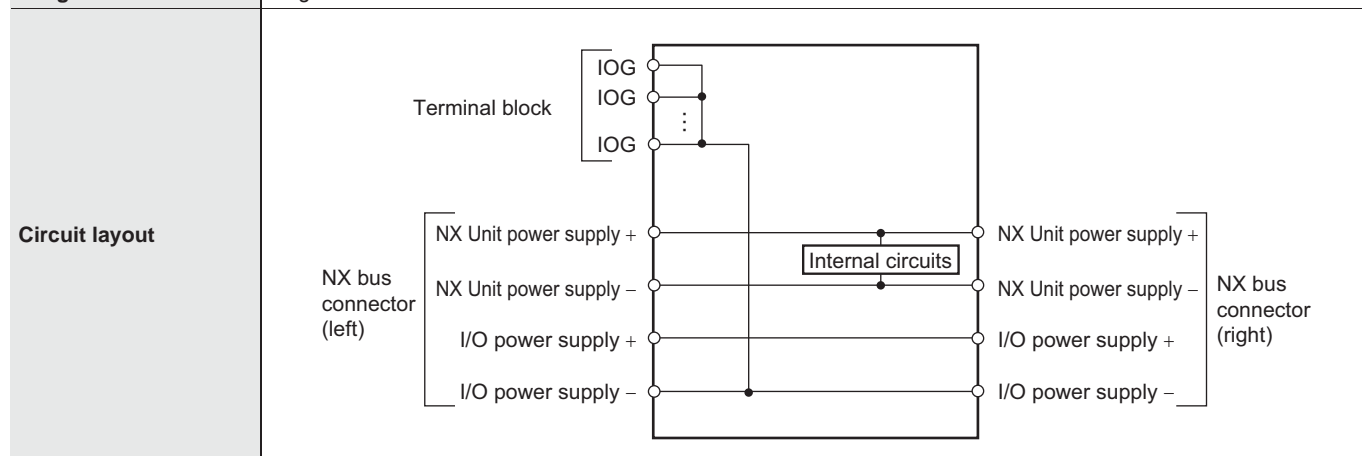 Circuit layout
Terminal block
IOG
IOG
⋮
IOG
NX bus
connector
(left)
NX Unit power supply +
NX Unit power supply −
I/O power supply +
I/O power supply −
Internal circuits
NX Unit power supply +
NX Unit power supply −
I/O power supply +
I/O power supply −
NX bus
connector
(right)